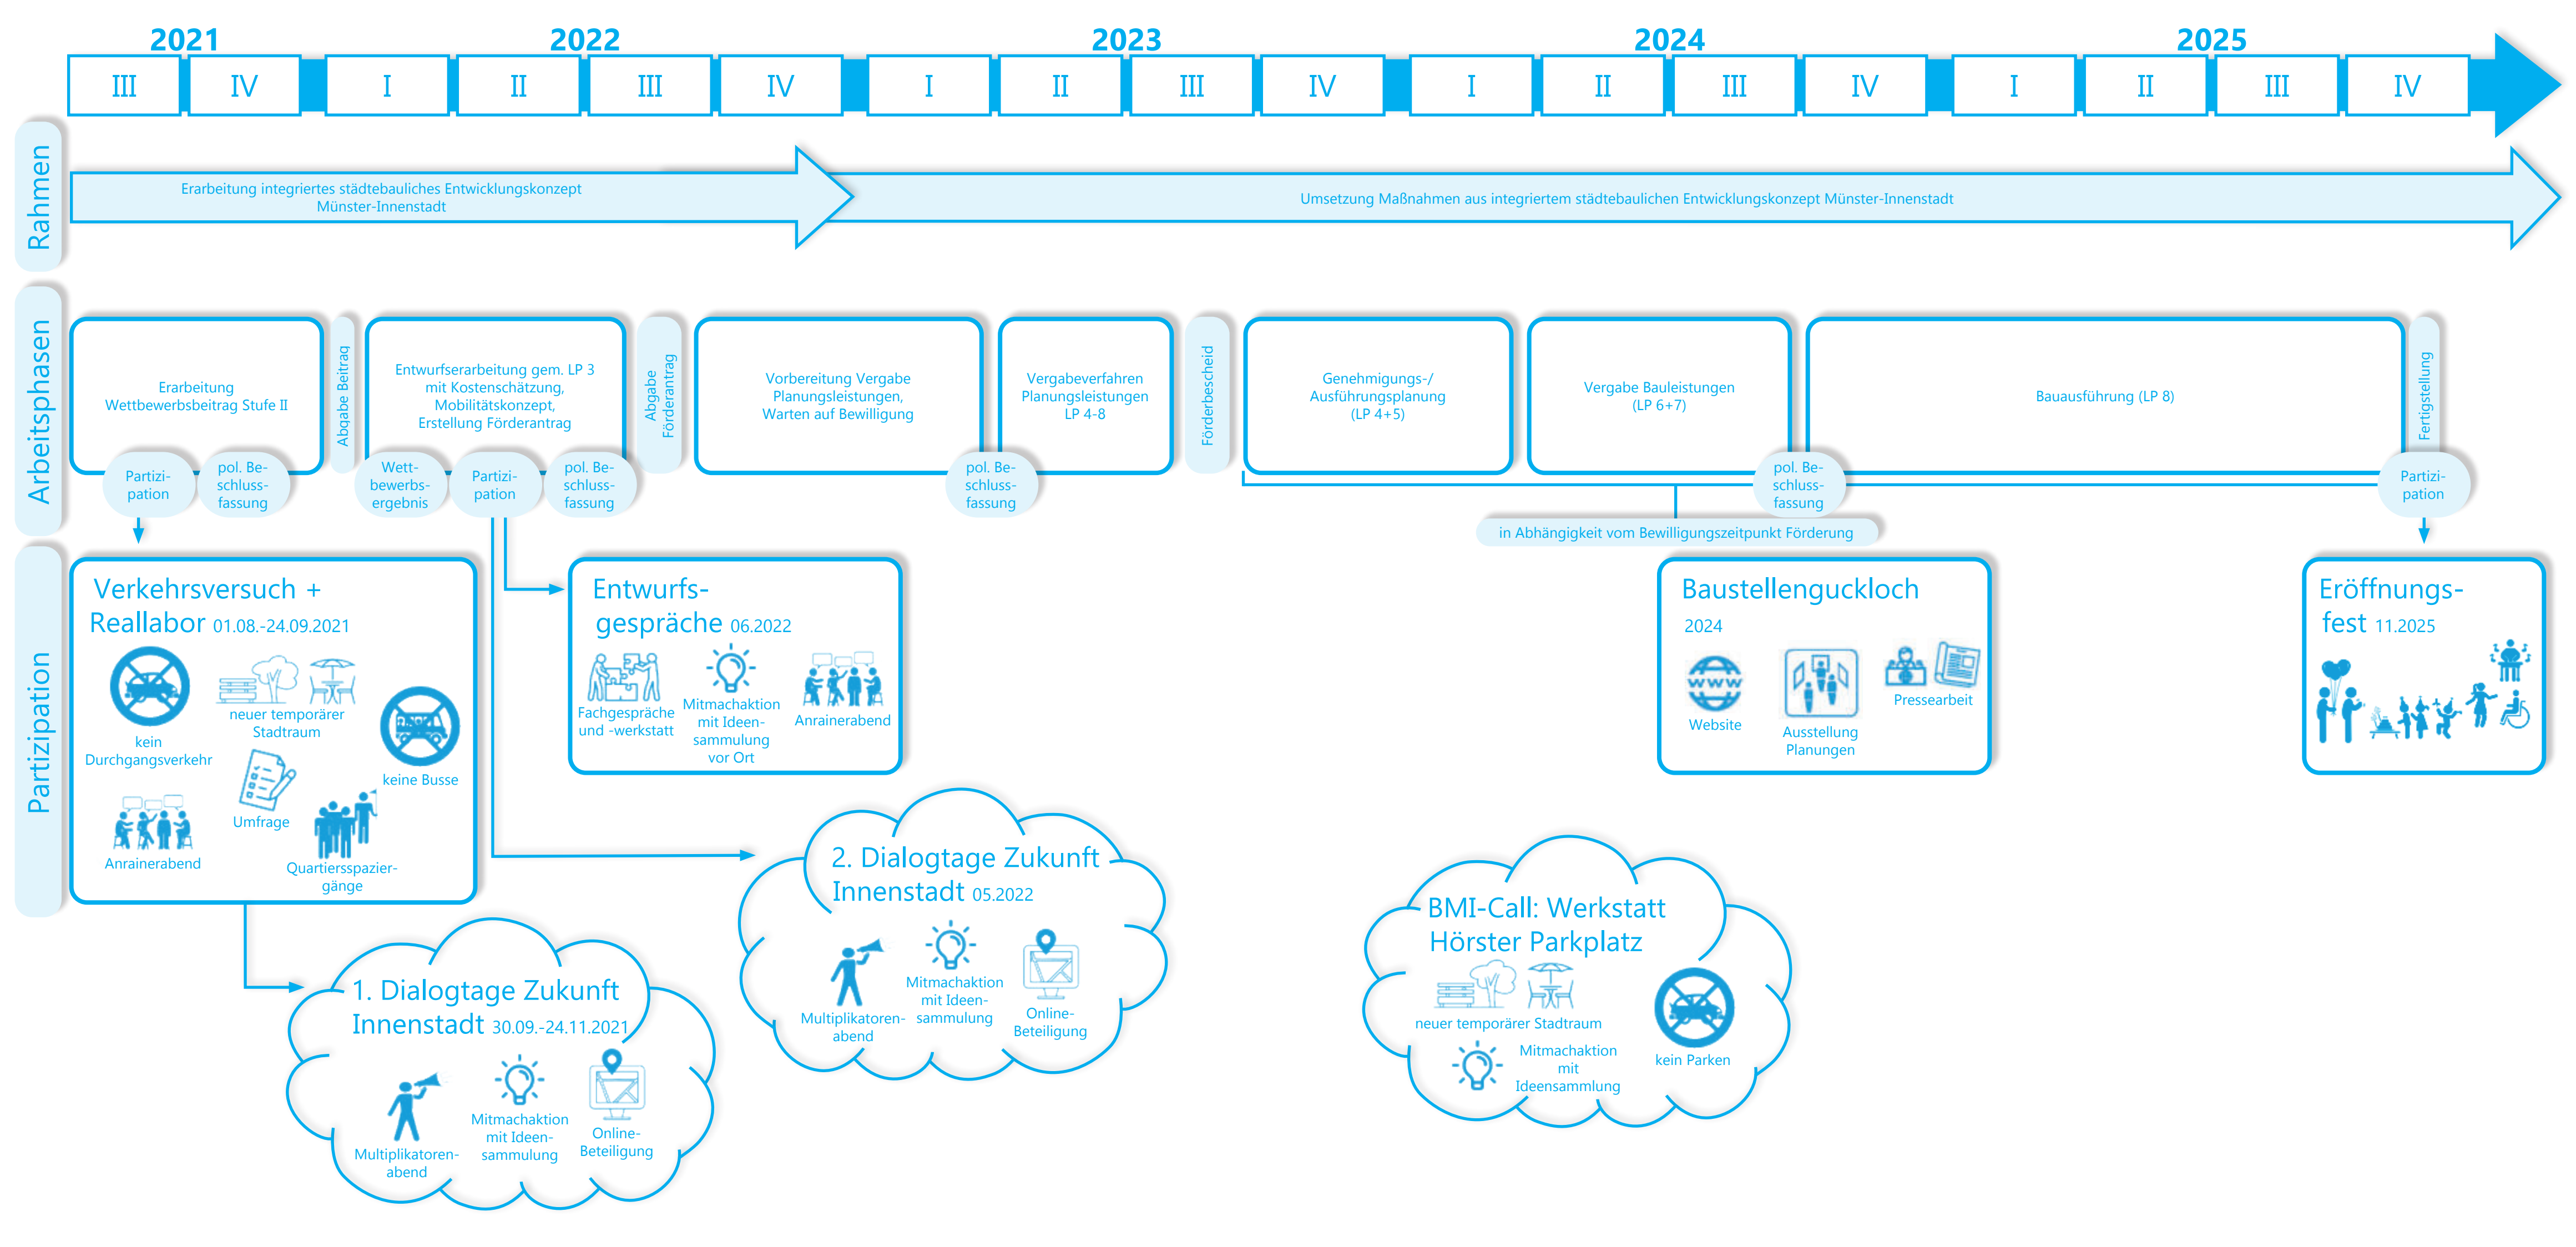 2021
2022
2023
2024
2025
III
IV
I
II
III
IV
I
II
III
IV
I
II
III
IV
I
II
III
IV
Rahmen
Erarbeitung integriertes städtebauliches Entwicklungskonzept
Münster-Innenstadt
Umsetzung Maßnahmen aus integriertem städtebaulichen Entwicklungskonzept Münster-Innenstadt
Arbeitsphasen
Erarbeitung
Wettbewerbsbeitrag Stufe II
Partizi-
pation
pol. Be-
schluss-
fassung
Abgabe Beitrag
Entwurfserarbeitung gem. LP 3
mit Kostenschätzung,
Mobilitätskonzept,
Erstellung Förderantrag
Wett-
bewerbs-
ergebnis
Partizi-
pation
pol. Be-
schluss-
fassung
Abgabe
Förderantrag
Vorbereitung Vergabe
Planungsleistungen,
Warten auf Bewilligung
pol. Be-
schluss-
fassung
Vergabeverfahren
Planungsleistungen
LP 4-8
Förderbescheid
Genehmigungs-/
Ausführungsplanung
(LP 4+5)
Vergabe Bauleistungen
(LP 6+7)
pol. Be-
schluss-
fassung
Bauausführung (LP 8)
Fertigstellung
Partizi-
pation
in Abhängigkeit vom Bewilligungszeitpunkt Förderung
Partizipation
Verkehrsversuch +
Reallabor 01.08.-24.09.2021
kein
Durchgangsverkehr
neuer temporärer
Stadtraum
keine Busse
Anrainerabend
Umfrage
Quartiersspazier-
gänge
Entwurfs-
gespräche 06.2022
Fachgespräche
und -werkstatt
Mitmachaktion
mit Ideen-
sammulung
vor Ort
Anrainerabend
Baustellenguckloch
2024
Website
WWW
Ausstellung
Planungen
Pressearbeit
Eröffnungs-
fest 11.2025
1. Dialogtage Zukunft
Innenstadt 30.09.-24.11.2021
Multiplikatoren-
abend
Mitmachaktion
mit Ideen-
sammulung
Online-
Beteiligung
2. Dialogtage Zukunft
Innenstadt 05.2022
Multiplikatoren-
abend
Mitmachaktion
mit Ideen-
sammulung
Online-
Beteiligung
BMI-Call: Werkstatt
Hörster Parkplatz
neuer temporärer Stadtraum
Mitmachaktion
mit
Ideensammlung
kein Parken